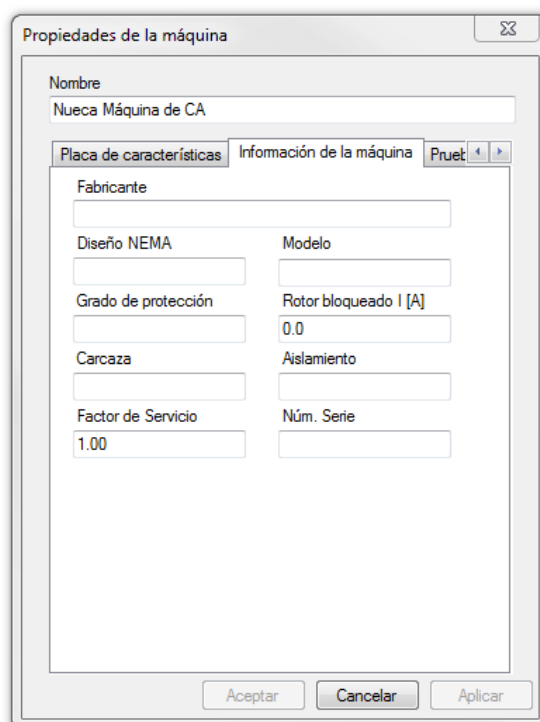 Propiedades de la máquina
Nombre
Nueca Máquina de CA
Placa de características Información de la máquina Prueb
Fabricante
Diseño NEMA Modelo
Grado de protección Rotor bloqueado I [A]
0.0
Carcaza Aislamiento
Factor de Servicio Núm. Serie
1.00
Aceptar Cancelar Aplicar